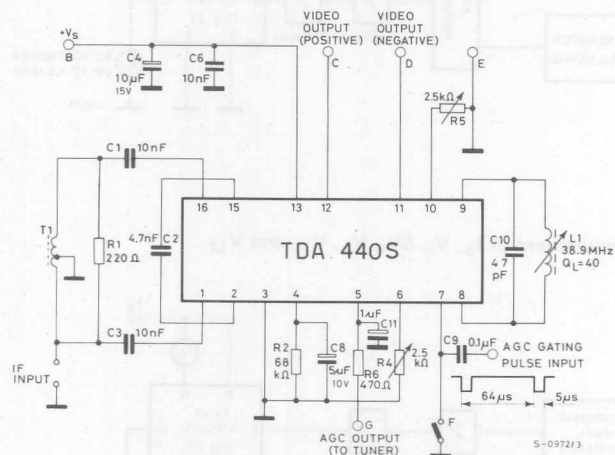 +Vs
B
C4
10µF
15V
C6
10nF
VIDEO
OUTPUT
(POSITIVE)
C
VIDEO
OUTPUT
(NEGATIVE)
D
E
2.5kΩ
R5
C1 10nF
16 15 13 12 11 10 9
T1
R1
220Ω
4.7nF C2
TDA 440S
C10
47
pF
L1
38.9MHz
QL=40
1 2 3 4 5 6 7 8
C3 10nF
IF
INPUT
R2
68
kΩ
C8
5µF
10V
1µF
C11
R6
470Ω
R4
2.5
kΩ
C9 0.1µF
AGC GATING
PULSE INPUT
64µs 5µs
G
AGC OUTPUT
(TO TUNER)
F
S-0972/3